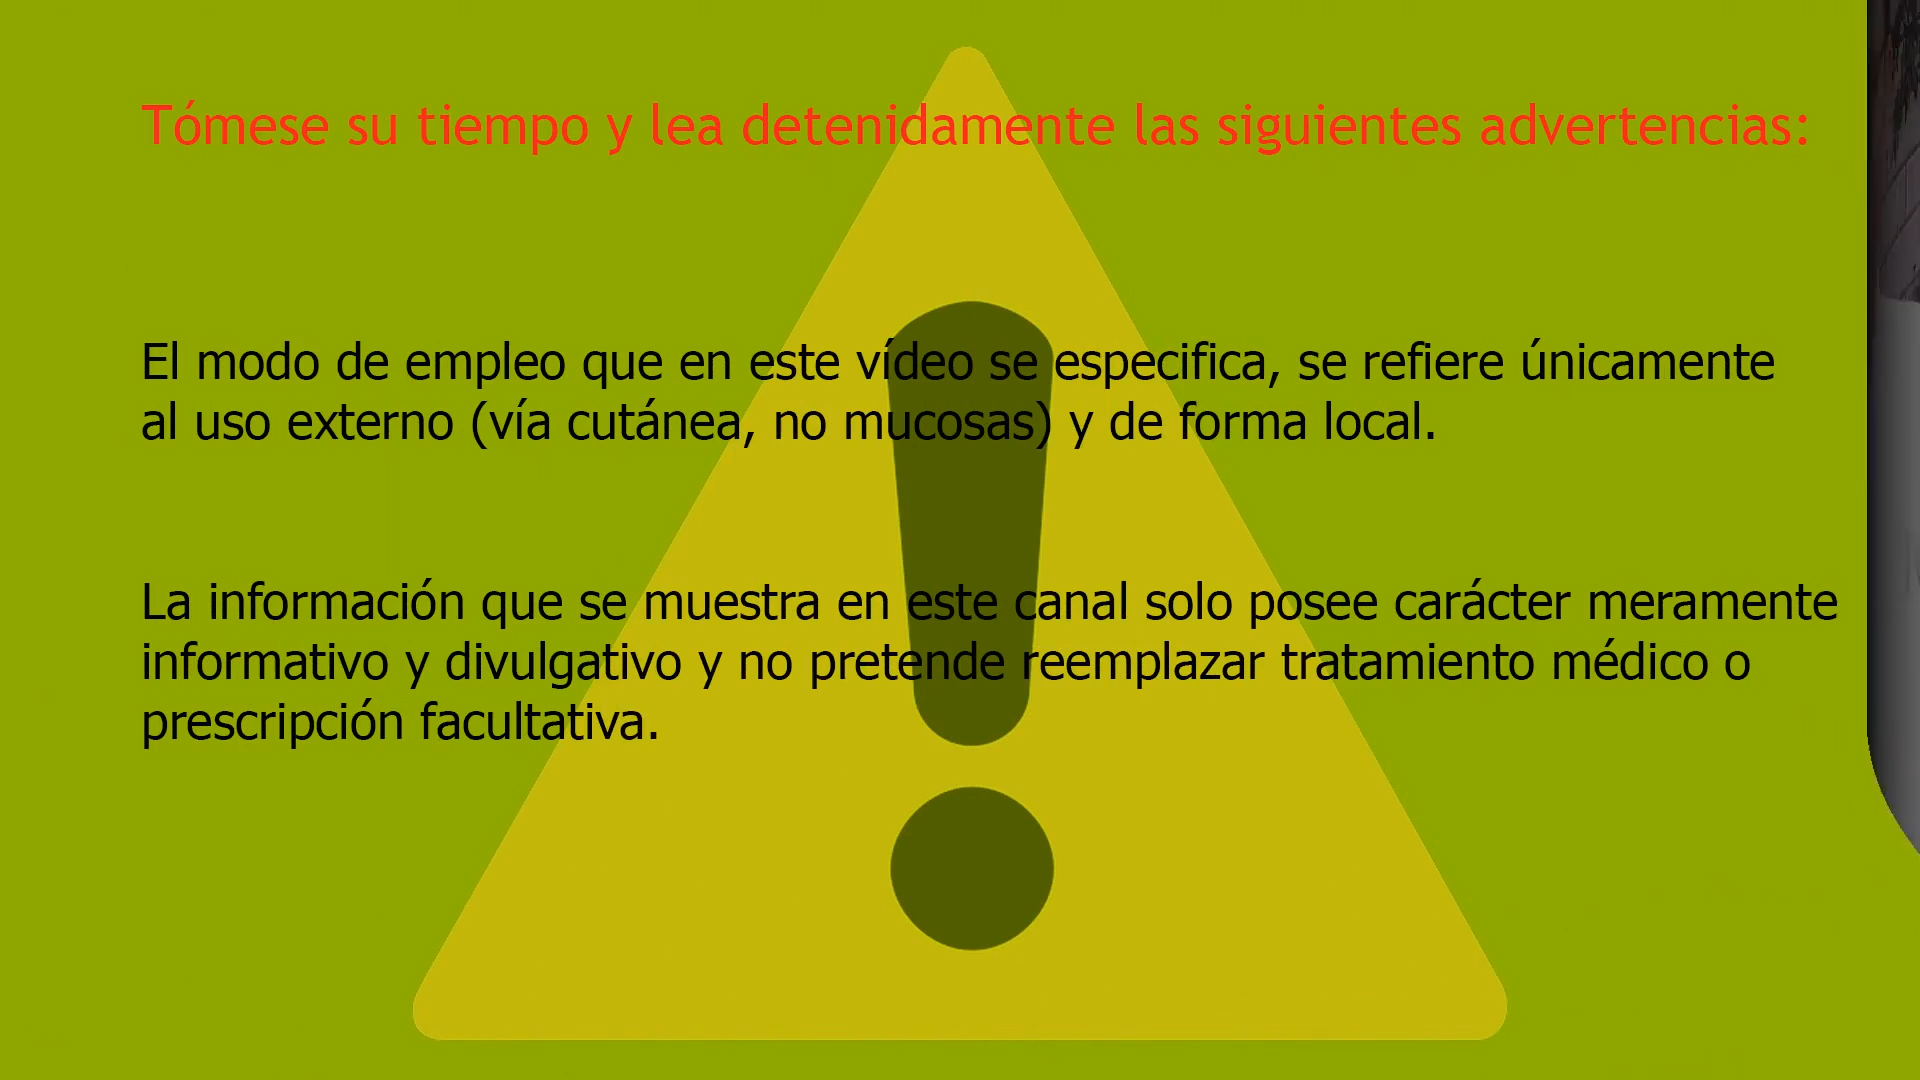 Tómese su tiempo y lea detenidamente las siguientes advertencias:
El modo de empleo que en este vídeo se especifica, se refiere únicamente
al uso externo (vía cutánea, no mucosas) y de forma local.
La información que se muestra en este canal solo posee carácter meramente
informativo y divulgativo y no pretende reemplazar tratamiento médico o
prescripción facultativa.